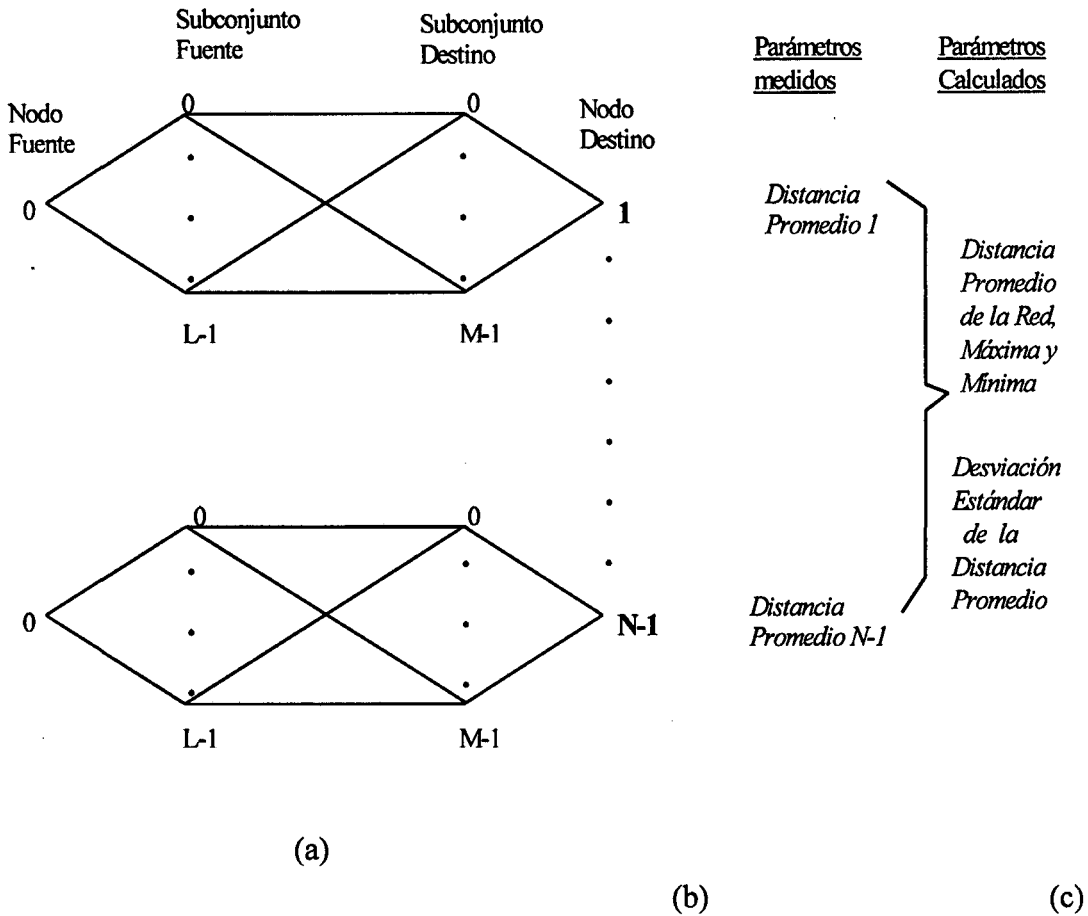 Subconjunto
Fuente
Subconjunto
Destino
Parámetros
medidos
Parámetros
Calculados
Nodo
Fuente
0
0
Nodo
Destino
0
1
L-1
M-1
Distancia
Promedio 1
Distancia
Promedio
de la Red,
Máxima y
Mínima
0
0
0
N-1
L-1
M-1
Distancia
Promedio N-1
Desviación
Estándar
de la
Distancia
Promedio
(a)
(b)
(c)